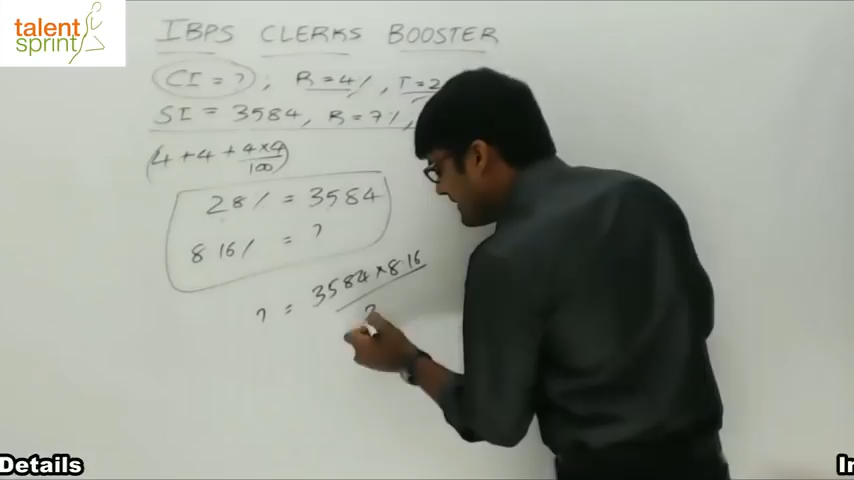 talent
sprint
IBPS CLERKS BOOSTER
CI = ? ; R = 4% , T = 2
SI = 3584, R = 7%,
(4 + 4 + 4×4/100)
28% = 3584
8 16% = ?
? = 3584×8 16
Details
In